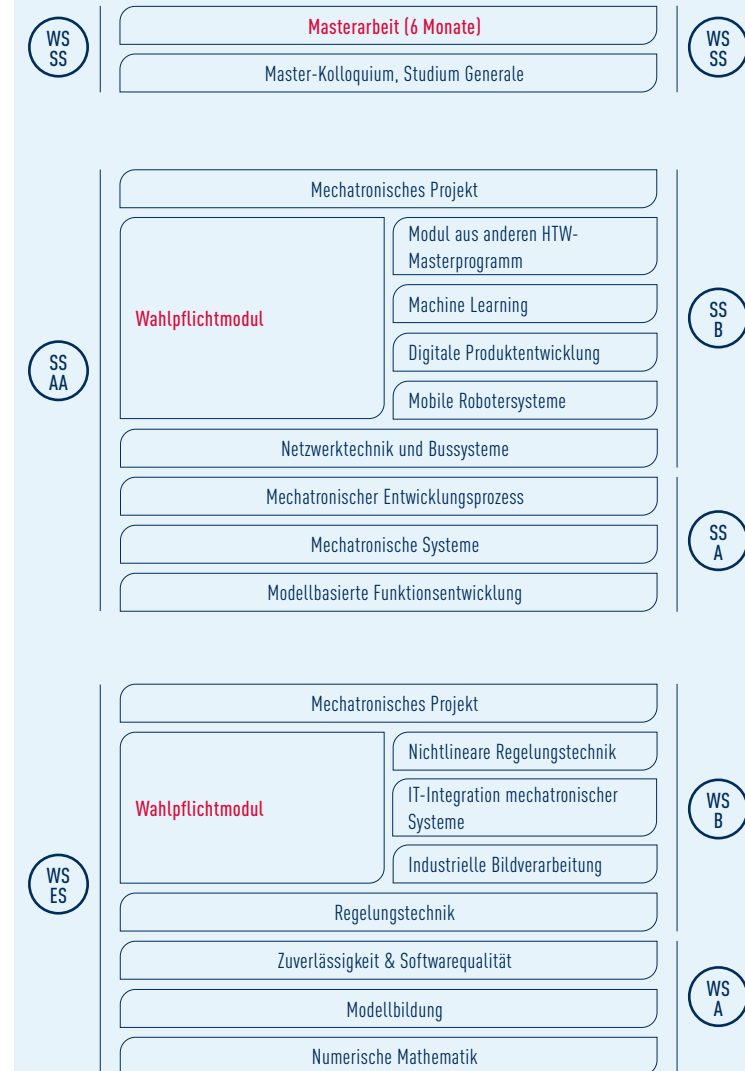 WS
SS
Masterarbeit (6 Monate)
Master-Kolloquium, Studium Generale
WS
SS
Mechatronisches Projekt
Wahlpflichtmodul
Modul aus anderen HTW-
Masterprogramm
Machine Learning
Digitale Produktentwicklung
Mobile Robotersysteme
SS
B
SS
AA
Netzwerktechnik und Bussysteme
Mechatronischer Entwicklungsprozess
Mechatronische Systeme
Modellbasierte Funktionsentwicklung
SS
A
Mechatronisches Projekt
Wahlpflichtmodul
Nichtlineare Regelungstechnik
IT-Integration mechatronischer
Systeme
Industrielle Bildverarbeitung
WS
B
WS
ES
Regelungstechnik
Zuverlässigkeit & Softwarequalität
Modellbildung
Numerische Mathematik
WS
A